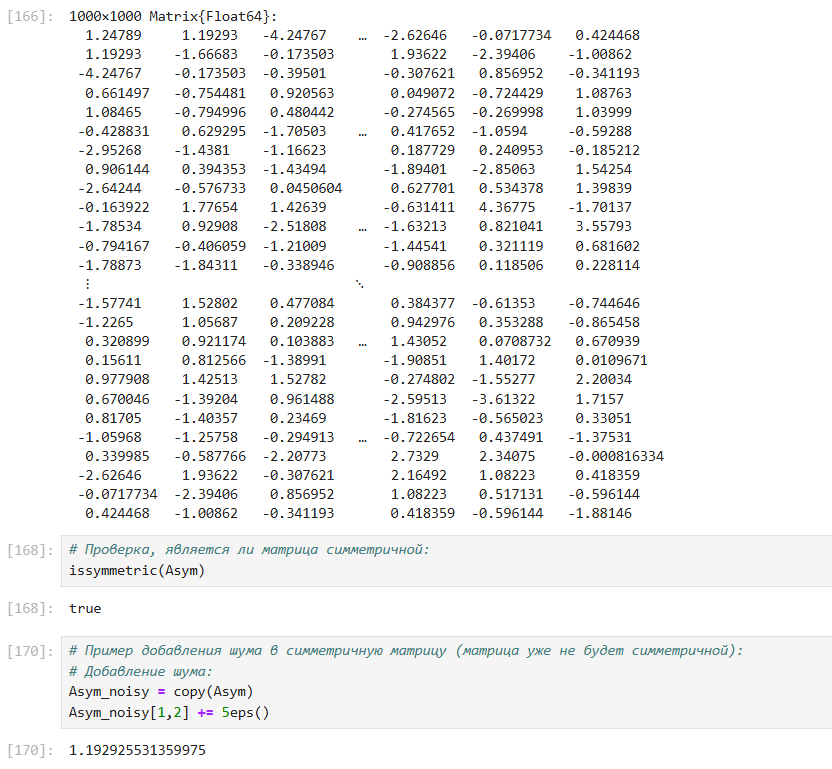 [166]: 1000×1000 Matrix{Float64}:
1.24789 1.19293 -4.24767 … -2.62646 -0.0717734 0.424468
1.19293 -1.66683 -0.173503 1.93622 -2.39406 -1.00862
-4.24767 -0.173503 -0.39501 -0.307621 0.856952 -0.341193
0.661497 -0.754481 0.920563 0.049072 -0.724429 1.08763
1.08465 -0.794996 0.480442 -0.274565 -0.269998 1.03999
-0.428831 0.629295 -1.70503 … 0.417652 -1.0594 -0.59288
-2.95268 -1.4381 -1.16623 0.187729 0.240953 -0.185212
0.906144 0.394353 -1.43494 -1.89401 -2.85063 1.54254
-2.64244 -0.576733 0.0450604 0.627701 0.534378 1.39839
-0.163922 1.77654 1.42639 -0.631411 4.36775 -1.70137
-1.78534 0.92908 -2.51808 … -1.63213 0.821041 3.55793
-0.794167 -0.406059 -1.21009 -1.44541 0.321119 0.681602
-1.78873 -1.84311 -0.338946 -0.908856 0.118506 0.228114
⋮ ⋱
-1.57741 1.52802 0.477084 0.384377 -0.61353 -0.744646
-1.2265 1.05687 0.209228 0.942976 0.353288 -0.865458
0.320899 0.921174 0.103883 … 1.43052 0.0708732 0.670939
0.15611 0.812566 -1.38991 -1.90851 1.40172 0.0109671
0.977908 1.42513 1.52782 -0.274802 -1.55277 2.20034
0.670046 -1.39204 0.961488 -2.59513 -3.61322 1.7157
0.81705 -1.40357 0.23469 -1.81623 -0.565023 0.33051
-1.05968 -1.25758 -0.294913 … -0.722654 0.437491 -1.37531
0.339985 -0.587766 -2.20773 2.7329 2.34075 -0.000816334
-2.62646 1.93622 -0.307621 2.16492 1.08223 0.418359
-0.0717734 -2.39406 0.856952 1.08223 0.517131 -0.596144
0.424468 -1.00862 -0.341193 0.418359 -0.596144 -1.88146
[168]: # Проверка, является ли матрица симметричной:
issymmetric(Asym)
[168]: true
[170]: # Пример добавления шума в симметричную матрицу (матрица уже не будет симметричной):
# Добавление шума:
Asym_noisy = copy(Asym)
Asym_noisy[1,2] += 5eps()
[170]: 1.192925531359975